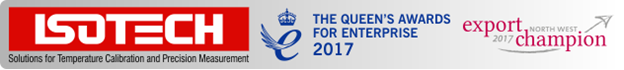 ISOTECH
Solutions for Temperature Calibration and Precision Measurement
THE QUEEN'S AWARDS
FOR ENTERPRISE
2017
export NORTH WEST
2017 champion